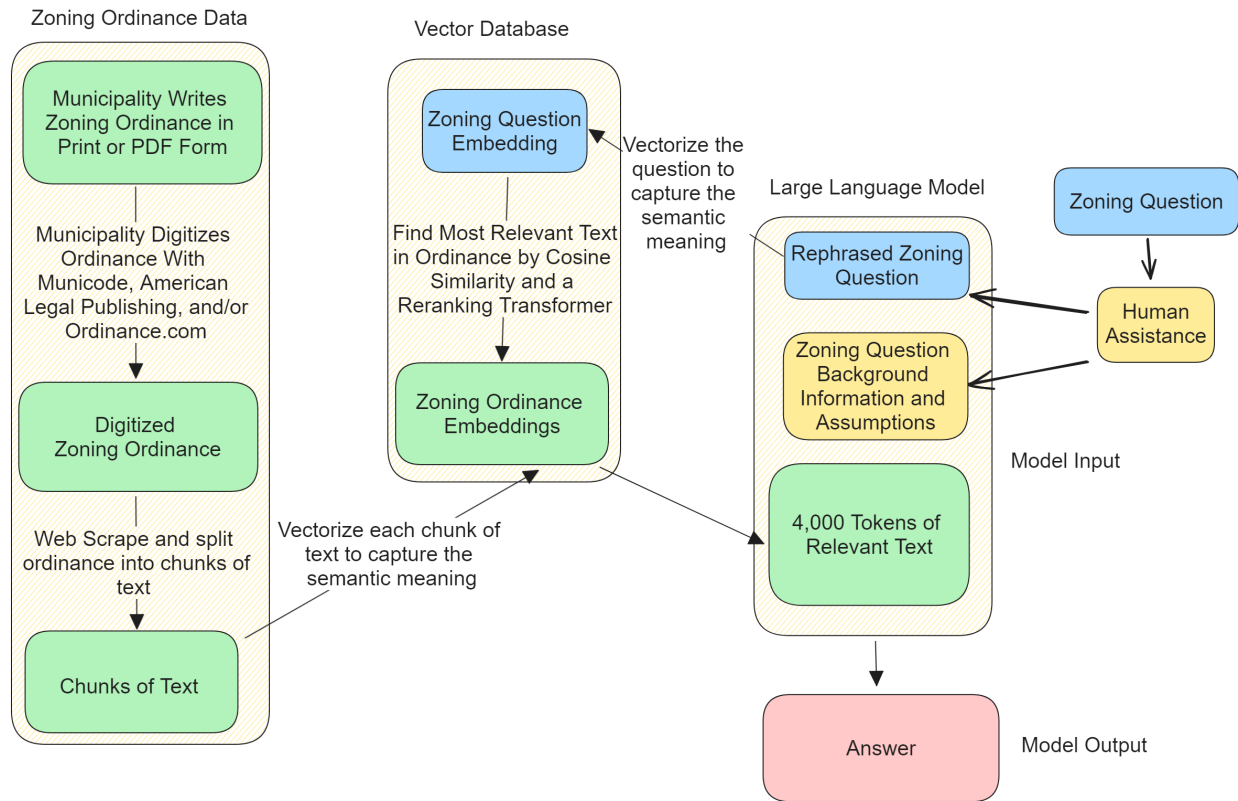 Zoning Ordinance Data
Municipality Writes
Zoning Ordinance in
Print or PDF Form
Municipality Digitizes
Ordinance With
Municode, American
Legal Publishing, and/or
Ordinance.com
Digitized
Zoning Ordinance
Web Scrape and split
ordinance into chunks of
text
Chunks of Text
Vectorize each chunk of
text to capture the
semantic meaning
Vector Database
Zoning Question
Embedding
Find Most Relevant Text
in Ordinance by Cosine
Similarity and a
Reranking Transformer
Zoning Ordinance
Embeddings
Vectorize the
question to
capture the
semantic
meaning
Large Language Model
Rephrased Zoning
Question
Zoning Question
Background
Information and
Assumptions
4,000 Tokens of
Relevant Text
Zoning Question
Human
Assistance
Model Input
Answer
Model Output